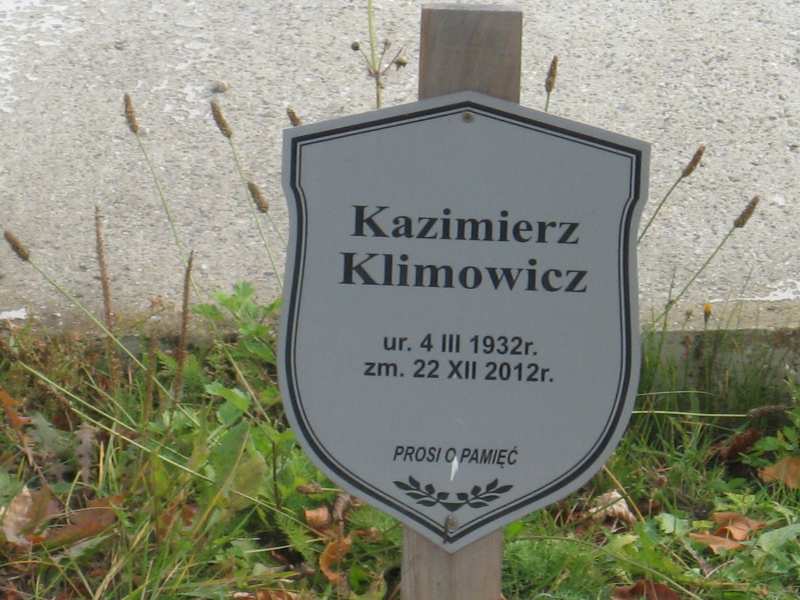 Kazimierz
Klimowicz
ur. 4 III 1932r.
zm. 22 XII 2012r.
PROSI O PAMIĘĆ